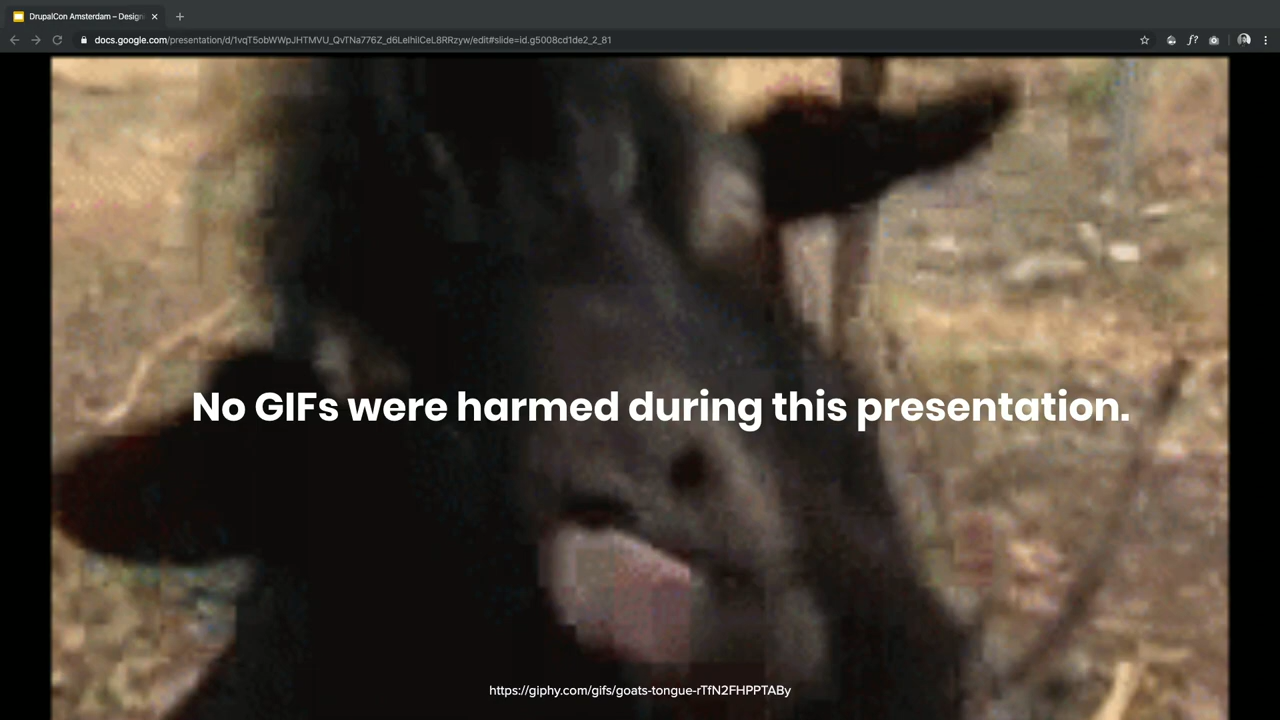 DrupalCon Amsterdam – Design
docs.google.com/presentation/d/1vqT5obWWpJHTMVU_QvTNa776Z_d6LeIhilCeL8RRzyw/edit#slide=id.g5008cd1de2_2_81
f?
No GIFs were harmed during this presentation.
https://giphy.com/gifs/goats-tongue-rTfN2FHPPTABy